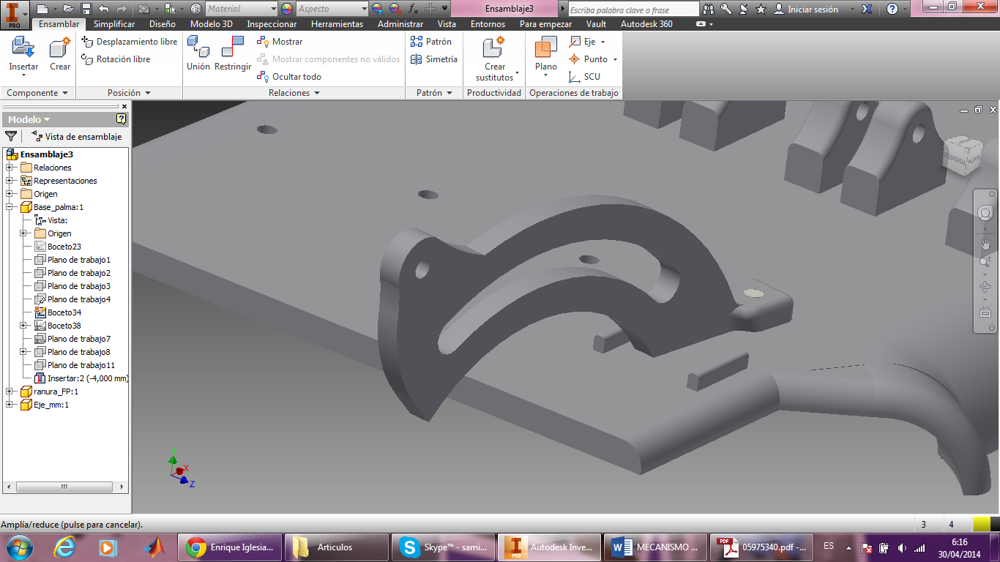 Material
Aspecto
Ensamblaje3
Escriba palabra clave o frase
Iniciar sesión
PRO
Ensamblar Simplificar Diseño Modelo 3D Inspeccionar Herramientas Administrar Vista Entornos Para empezar Vault Autodesk 360
Insertar
Crear
Desplazamiento libre
Rotación libre
Unión Restringir
Mostrar
Mostrar componentes no válidos
Ocultar todo
Patrón
Simetría
Crear
sustitutos
Plano
Eje
Punto
SCU
Componente Posición Relaciones Patrón Productividad Operaciones de trabajo
Modelo
Vista de ensamblaje
Ensamblaje3
Relaciones
Representaciones
Origen
Base_palma:1
Vista:
Origen
Boceto23
Plano de trabajo1
Plano de trabajo2
Plano de trabajo3
Plano de trabajo4
Boceto34
Boceto38
Plano de trabajo7
Plano de trabajo8
Plano de trabajo11
Insertar:2 (-4,000 mm)
ranura_FP:1
Eje_mm:1
IZQUIERDA
Y
X
Z
Amplía/reduce (pulse para cancelar).
3 4
Enrique Iglesia...
Articulos
Skype™ - sami...
PRO
Autodesk Inve...
MECANISMO ...
PDF
05975340.pdf - ...
ES
6:16
30/04/2014